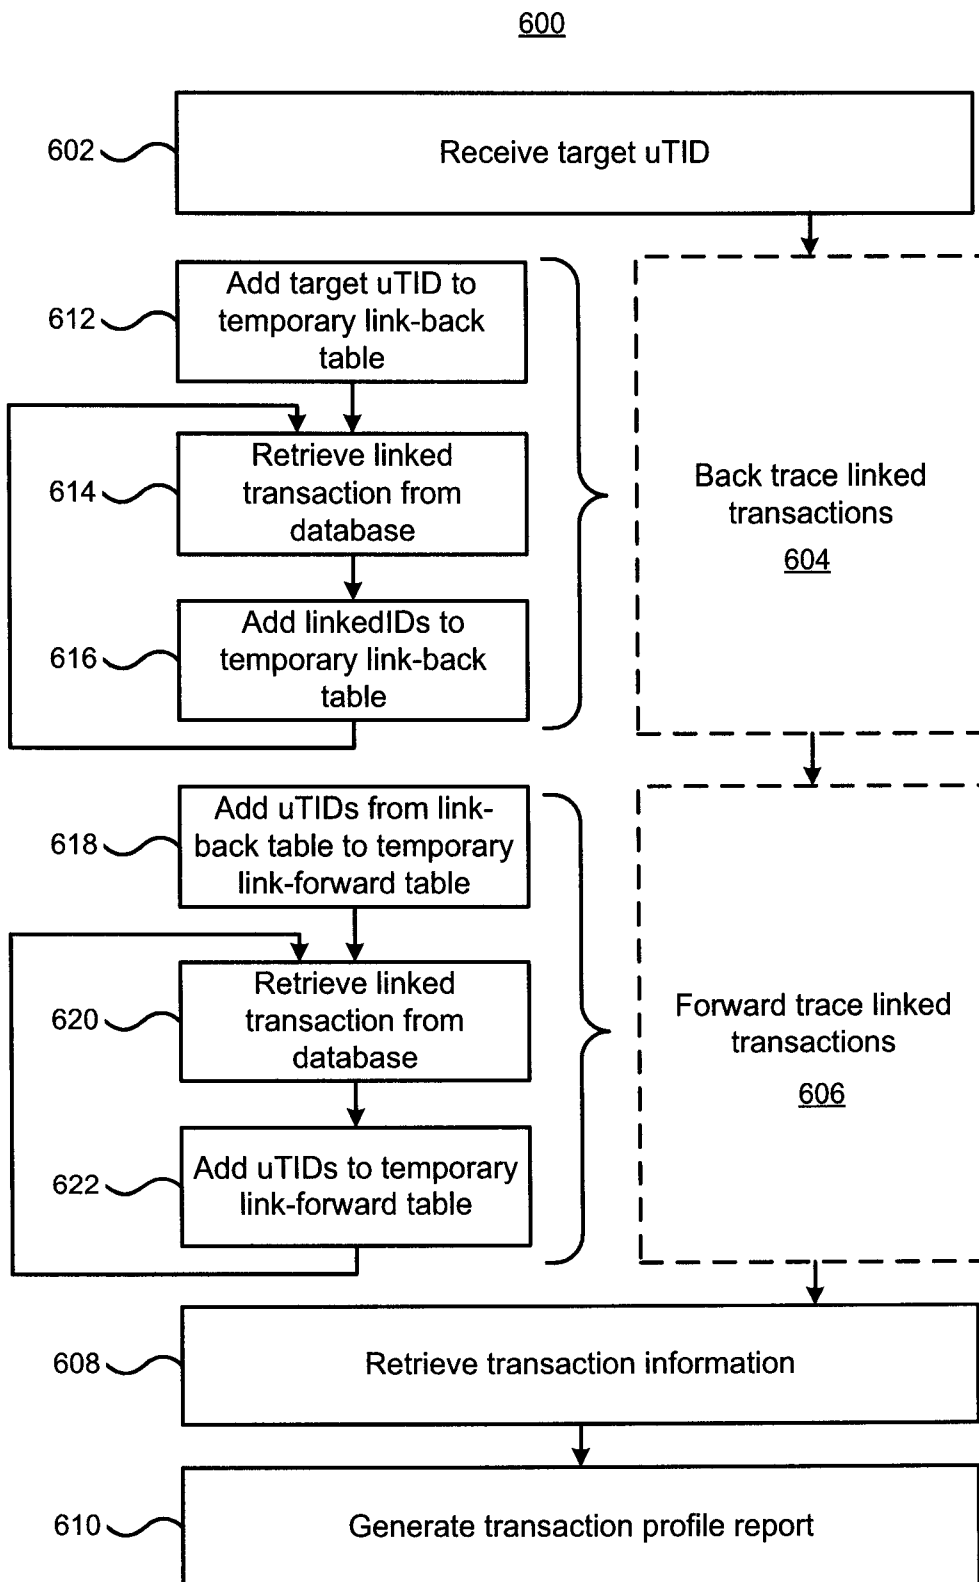 600
602
Receive target uTID
612
Add target uTID to
temporary link-back
table
614
Retrieve linked
transaction from
database
616
Add linkedIDs to
temporary link-back
table
Back trace linked
transactions
604
618
Add uTIDs from link-
back table to temporary
link-forward table
620
Retrieve linked
transaction from
database
622
Add uTIDs to temporary
link-forward table
Forward trace linked
transactions
606
608
Retrieve transaction information
610
Generate transaction profile report